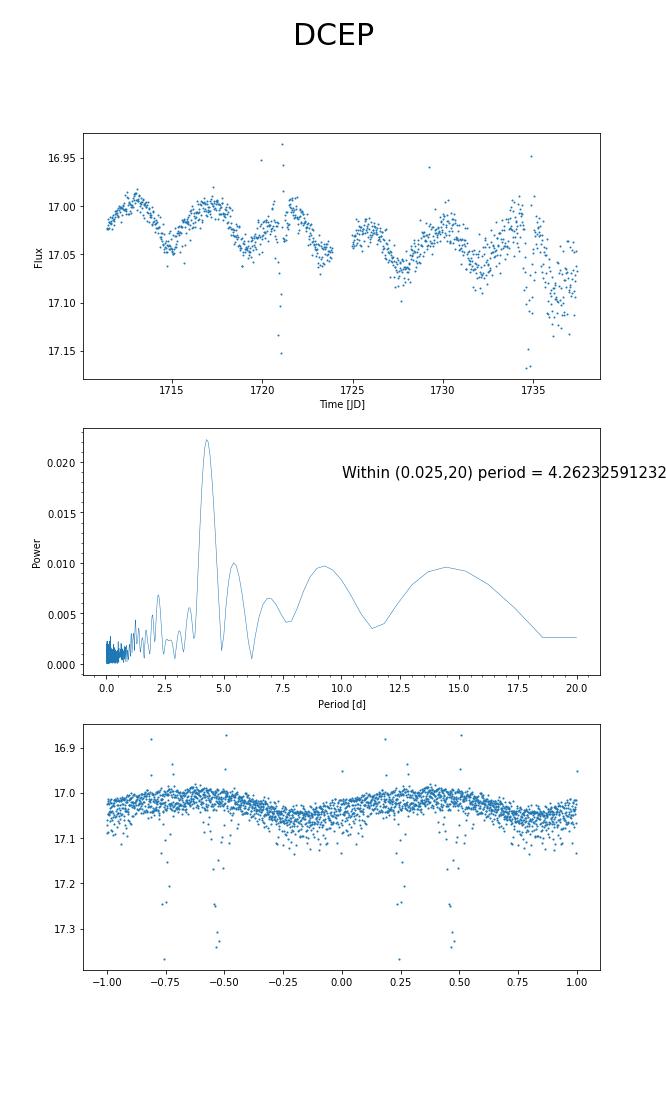 DCEP
16.95
17.00
17.05
17.10
17.15
Flux
1715 1720 1725 1730 1735
Time [JD]
Within (0.025,20) period = 4.26232591232
0.020
0.015
0.010
0.005
0.000
Power
0.0 2.5 5.0 7.5 10.0 12.5 15.0 17.5 20.0
Period [d]
16.9
17.0
17.1
17.2
17.3
−1.00 −0.75 −0.50 −0.25 0.00 0.25 0.50 0.75 1.00